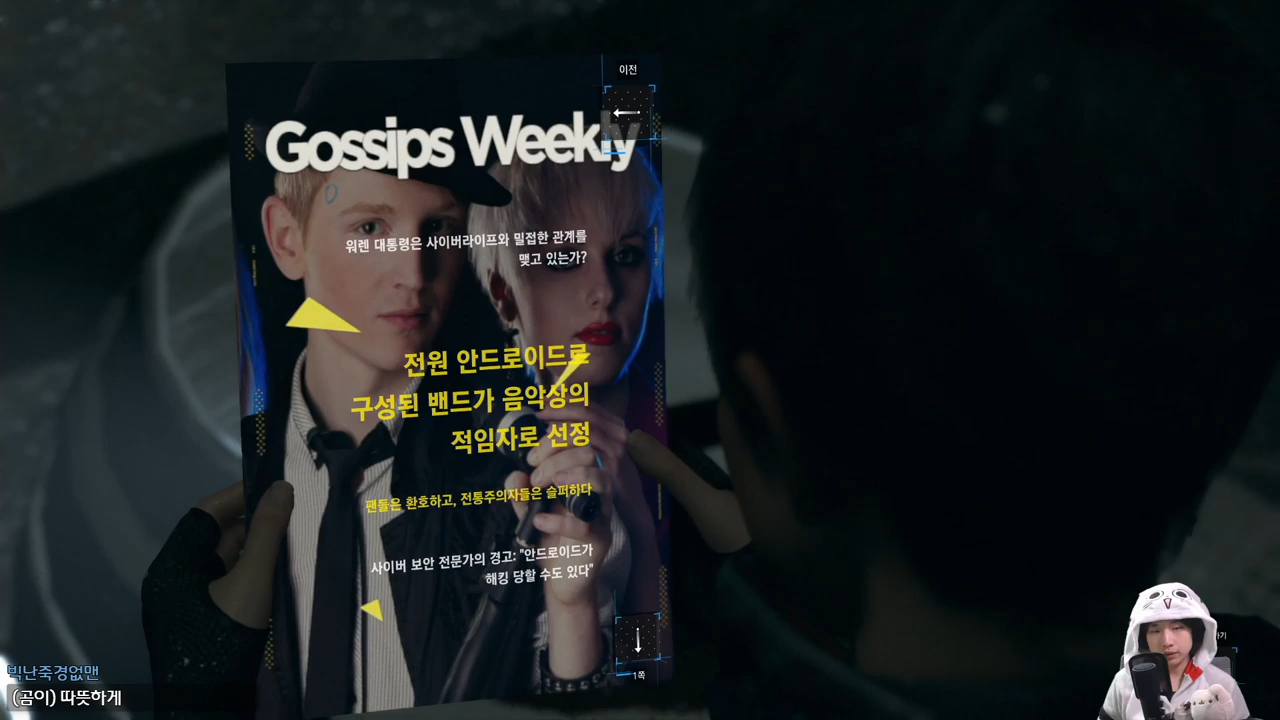 이전
Gossips Weekly
워렌 대통령은 사이버라이프와 밀접한 관계를
맺고 있는가?
전원 안드로이드로
구성된 밴드가 음악상의
적임자로 선정
팬들은 환호하고, 전통주의자들은 슬퍼하다
사이버 보안 전문가의 경고: "안드로이드가
해킹 당할 수도 있다"
1쪽
빅난죽경없맨
(곰이) 따뜻하게